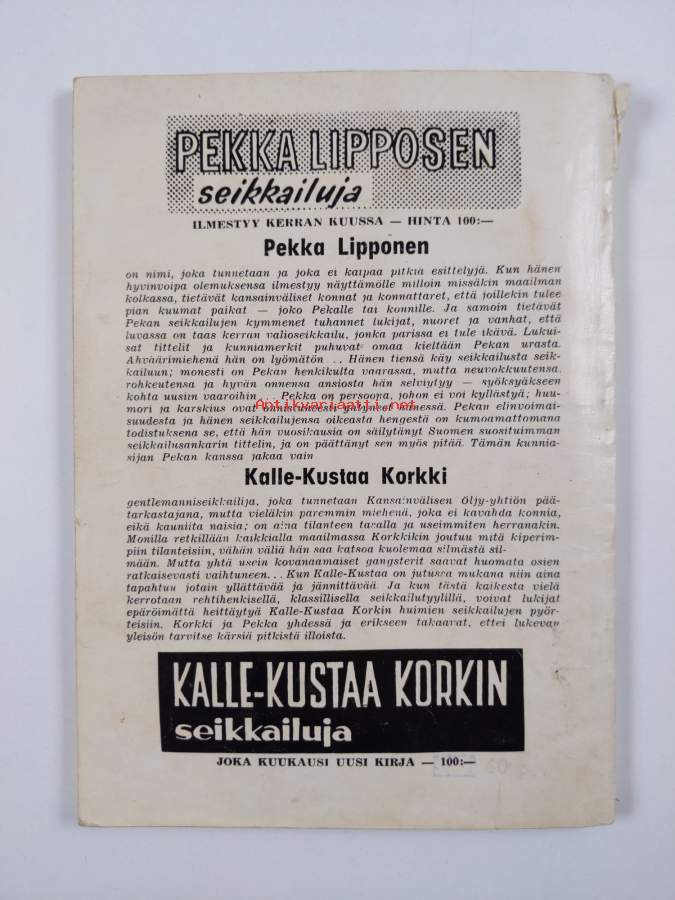 PEKKA LIPPOSEN
seikkailuja
ILMESTYY KERRAN KUUSSA — HINTA 100:—
Pekka Lipponen
on nimi, joka tunnetaan ja joka ei kaipaa pitkiä esittelyjä. Kun hänen
hyvinvoipa olemuksensa ilmestyy näyttämölle milloin missäkin maailman
kolkassa, tietävät kansainväliset konnat ja konnattaret, että joillekin tulee
pian kuumat paikat — joko Pekalle tai konnille. Ja samoin tietävät
Pekan seikkailujen kymmenet tuhannet lukijat, nuoret ja vanhat, että
luvassa on taas kerran valioseikkailu, jonka parissa ei tule ikävä. Lukui-
sat tittelit ja kunniamerkit puhuvat omaa kieltään Pekan urasta.
Ahväärimiehenä hän on lyömätön .. Hänen tiensä käy seikkailusta seik-
kailuun; monesti on Pekan henkikulta vaarassa, mutta neuvokkuutensa,
rohkeutensa ja hyvän onnensa ansiosta hän selviytyy — syöksyäkseen
kohta uusiin vaaroihin . Pekka on persoona, johon ei voi kyllästyä; huu-
mori ja karskius ovat onnistuneesti yhtyneet hänessä. Pekan elinvoimai-
suudesta ja hänen seikkailujensa oikeasta hengestä on kumoamattomana
todistuksena se, että hän vuosikausia on säilytänyt Suomen suosituimman
seikkailusankarin tittelin, ja on päättänyt sen myös pitää. Tämän kunnia-
sijan Pekan kanssa jakaa vain
Antikvariaatti.net
Kalle-Kustaa Korkki
gentlemanniseikkailija, joka tunnetaan Kansainvälisen Öljy-yhtiön pää-
tarkastajana, mutta vieläkin paremmin miehenä, joka ei kavahda konnia,
eikä kauniita naisia; on aina tilanteen tasalla ja useimmiten herranakin.
Monilla retkillään kaikkialla maailmassa Korkkikin joutuu mitä kiperim-
piin tilanteisiin, vähän väliä hän saa katsoa kuolemaa silmästä sil-
mään. Mutta yhtä usein kovanaamaiset gangsterit saavat huomata osien
ratkaisevasti vaihtuneen... Kun Kalle-Kustaa on jutussa mukana niin aina
tapahtuu jotain yllättävää ja jännittävää. Ja kun tästä kaikesta vielä
kerrotaan rehtihenkisellä, klassillisella seikkailutyylillä, voivat lukijat
epäröimättä heittäytyä Kalle-Kustaa Korkin huimien seikkailujen pyör-
teisiin. Korkki ja Pekka yhdessä ja erikseen takaavat, ettei lukevan
yleisön tarvitse kärsiä pitkistä illoista.
KALLE-KUSTAA KORKIN
seikkailuja
JOKA KUUKAUSI UUSI KIRJA — 100:—